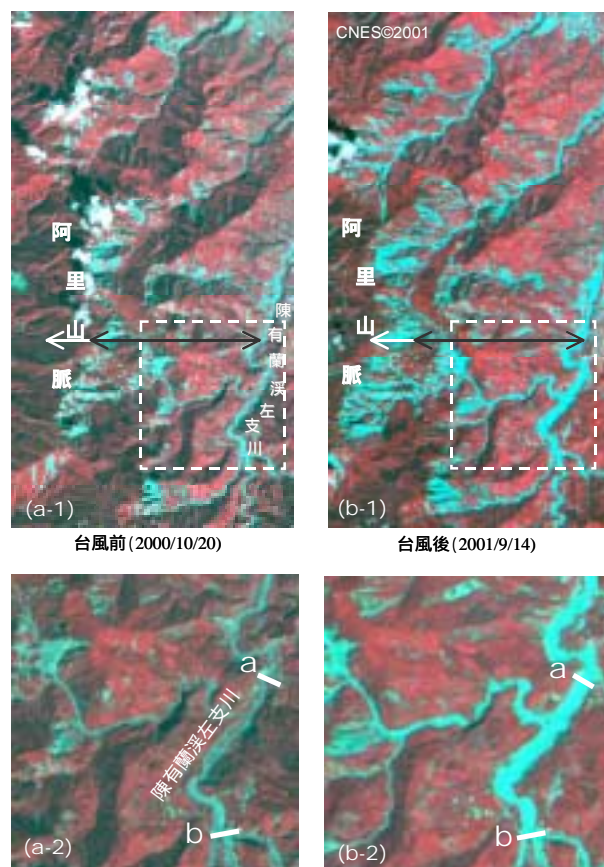 CNES©2001
阿里山脈
陳有蘭渓左支川
(a-1)
台風前(2000/10/20)
阿里山脈
(b-1)
台風後(2001/9/14)
a
陳有蘭渓左支川
b
(a-2)
a
b
(b-2)